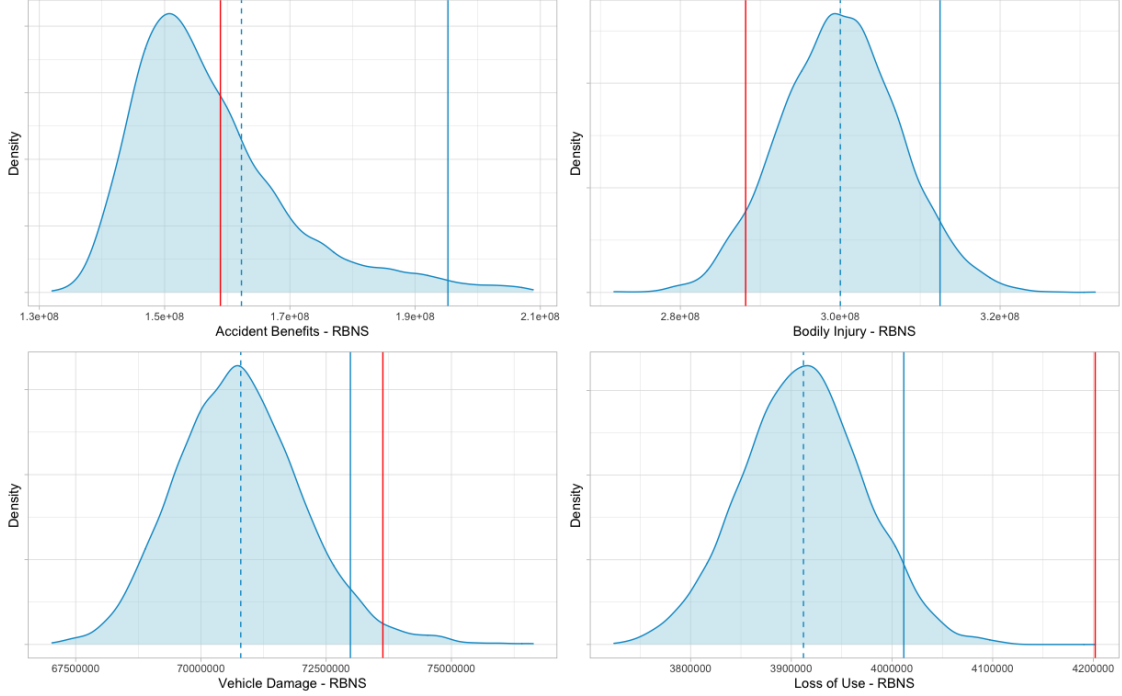 Density
1.3e+08 1.5e+08 1.7e+08 1.9e+08 2.1e+08
Accident Benefits - RBNS
Density
2.8e+08 3.0e+08 3.2e+08
Bodily Injury - RBNS
Density
67500000 70000000 72500000 75000000
Vehicle Damage - RBNS
Density
3800000 3900000 4000000 4100000 4200000
Loss of Use - RBNS